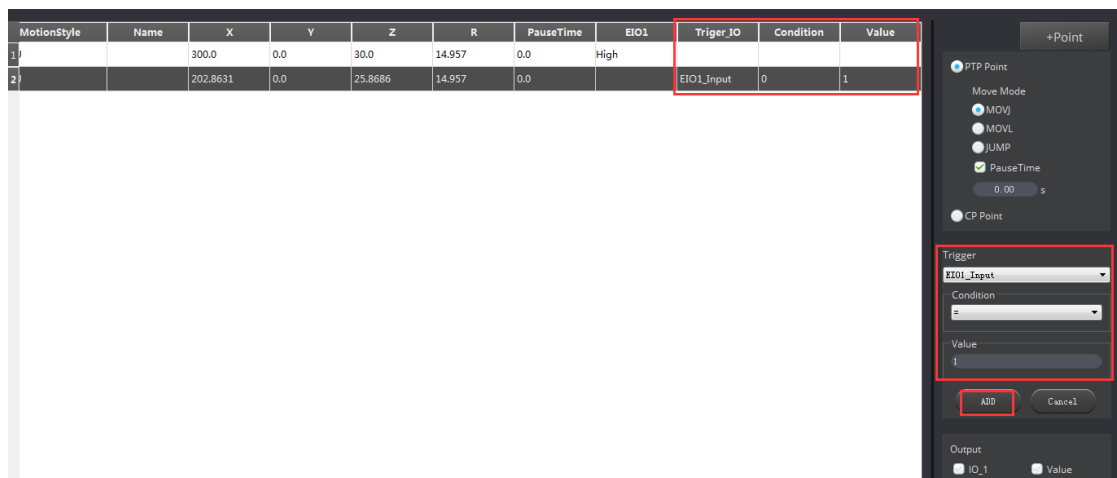 MotionStyle Name X Y Z R PauseTime EIO1 Triger_IO Condition Value
1 J 300.0 0.0 30.0 14.957 0.0 High
2 J 202.8631 0.0 25.8686 14.957 0.0 EIO1_Input 0 1
+Point
PTP Point
Move Mode
MOVJ
MOVL
JUMP
PauseTime
0.00 s
CP Point
Trigger
EIO1_Input
Condition
=
Value
1
ADD Cancel
Output
IO_1 Value